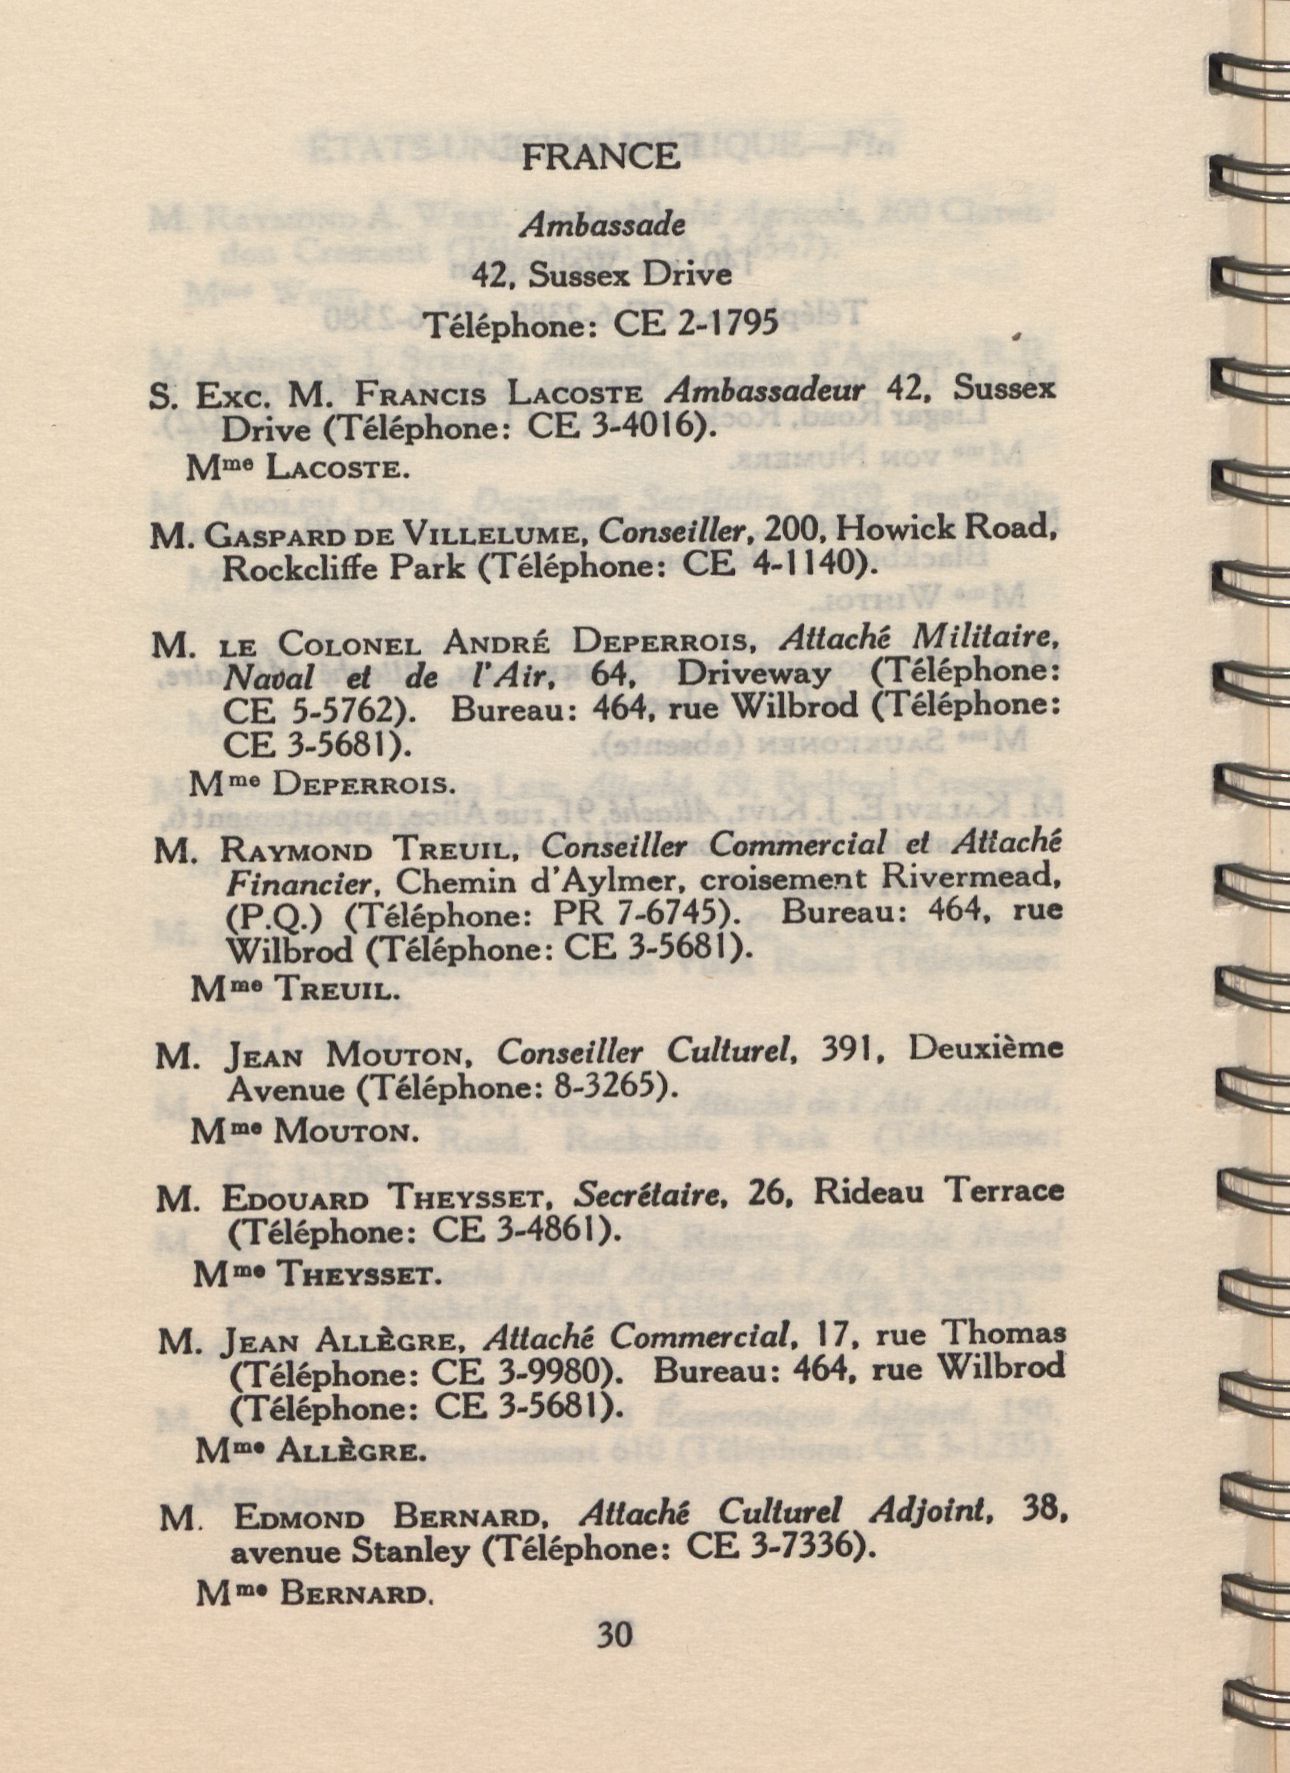 FRANCE
Ambassade
42, Sussex Drive
Téléphone: CE 2-1795
S. Exc. M. Francis Lacoste Ambassadeur 42, Sussex
Drive (Téléphone: CE 3-4016).
Mme Lacoste.
M. Gaspard de Villelume, Conseiller, 200, Howick Road,
Rockcliffe Park (Téléphone: CE 4-1140).
M. le Colonel André Deperrois, Attaché Militaire,
Naval et de l'Air, 64, Driveway (Téléphone:
CE 5-5762). Bureau: 464, rue Wilbrod (Téléphone:
CE 3-5681).
Mme Deperrois.
M. Raymond Treuil, Conseiller Commercial et Attaché
Financier, Chemin d'Aylmer, croisement Rivermead,
(P.Q.) (Téléphone: PR 7-6745). Bureau: 464, rue
Wilbrod (Téléphone: CE 3-5681).
Mme Treuil.
M. Jean Mouton, Conseiller Culturel, 391, Deuxième
Avenue (Téléphone: 8-3265).
Mme Mouton.
M. Edouard Theysset, Secrétaire, 26, Rideau Terrace
(Téléphone: CE 3-4861).
Mme Theysset.
M. Jean Allègre, Attaché Commercial, 17, rue Thomas
(Téléphone: CE 3-9980). Bureau: 464, rue Wilbrod
(Téléphone: CE 3-5681).
Mme Allègre.
M. Edmond Bernard, Attaché Culturel Adjoint, 38,
avenue Stanley (Téléphone: CE 3-7336).
Mme Bernard.
30